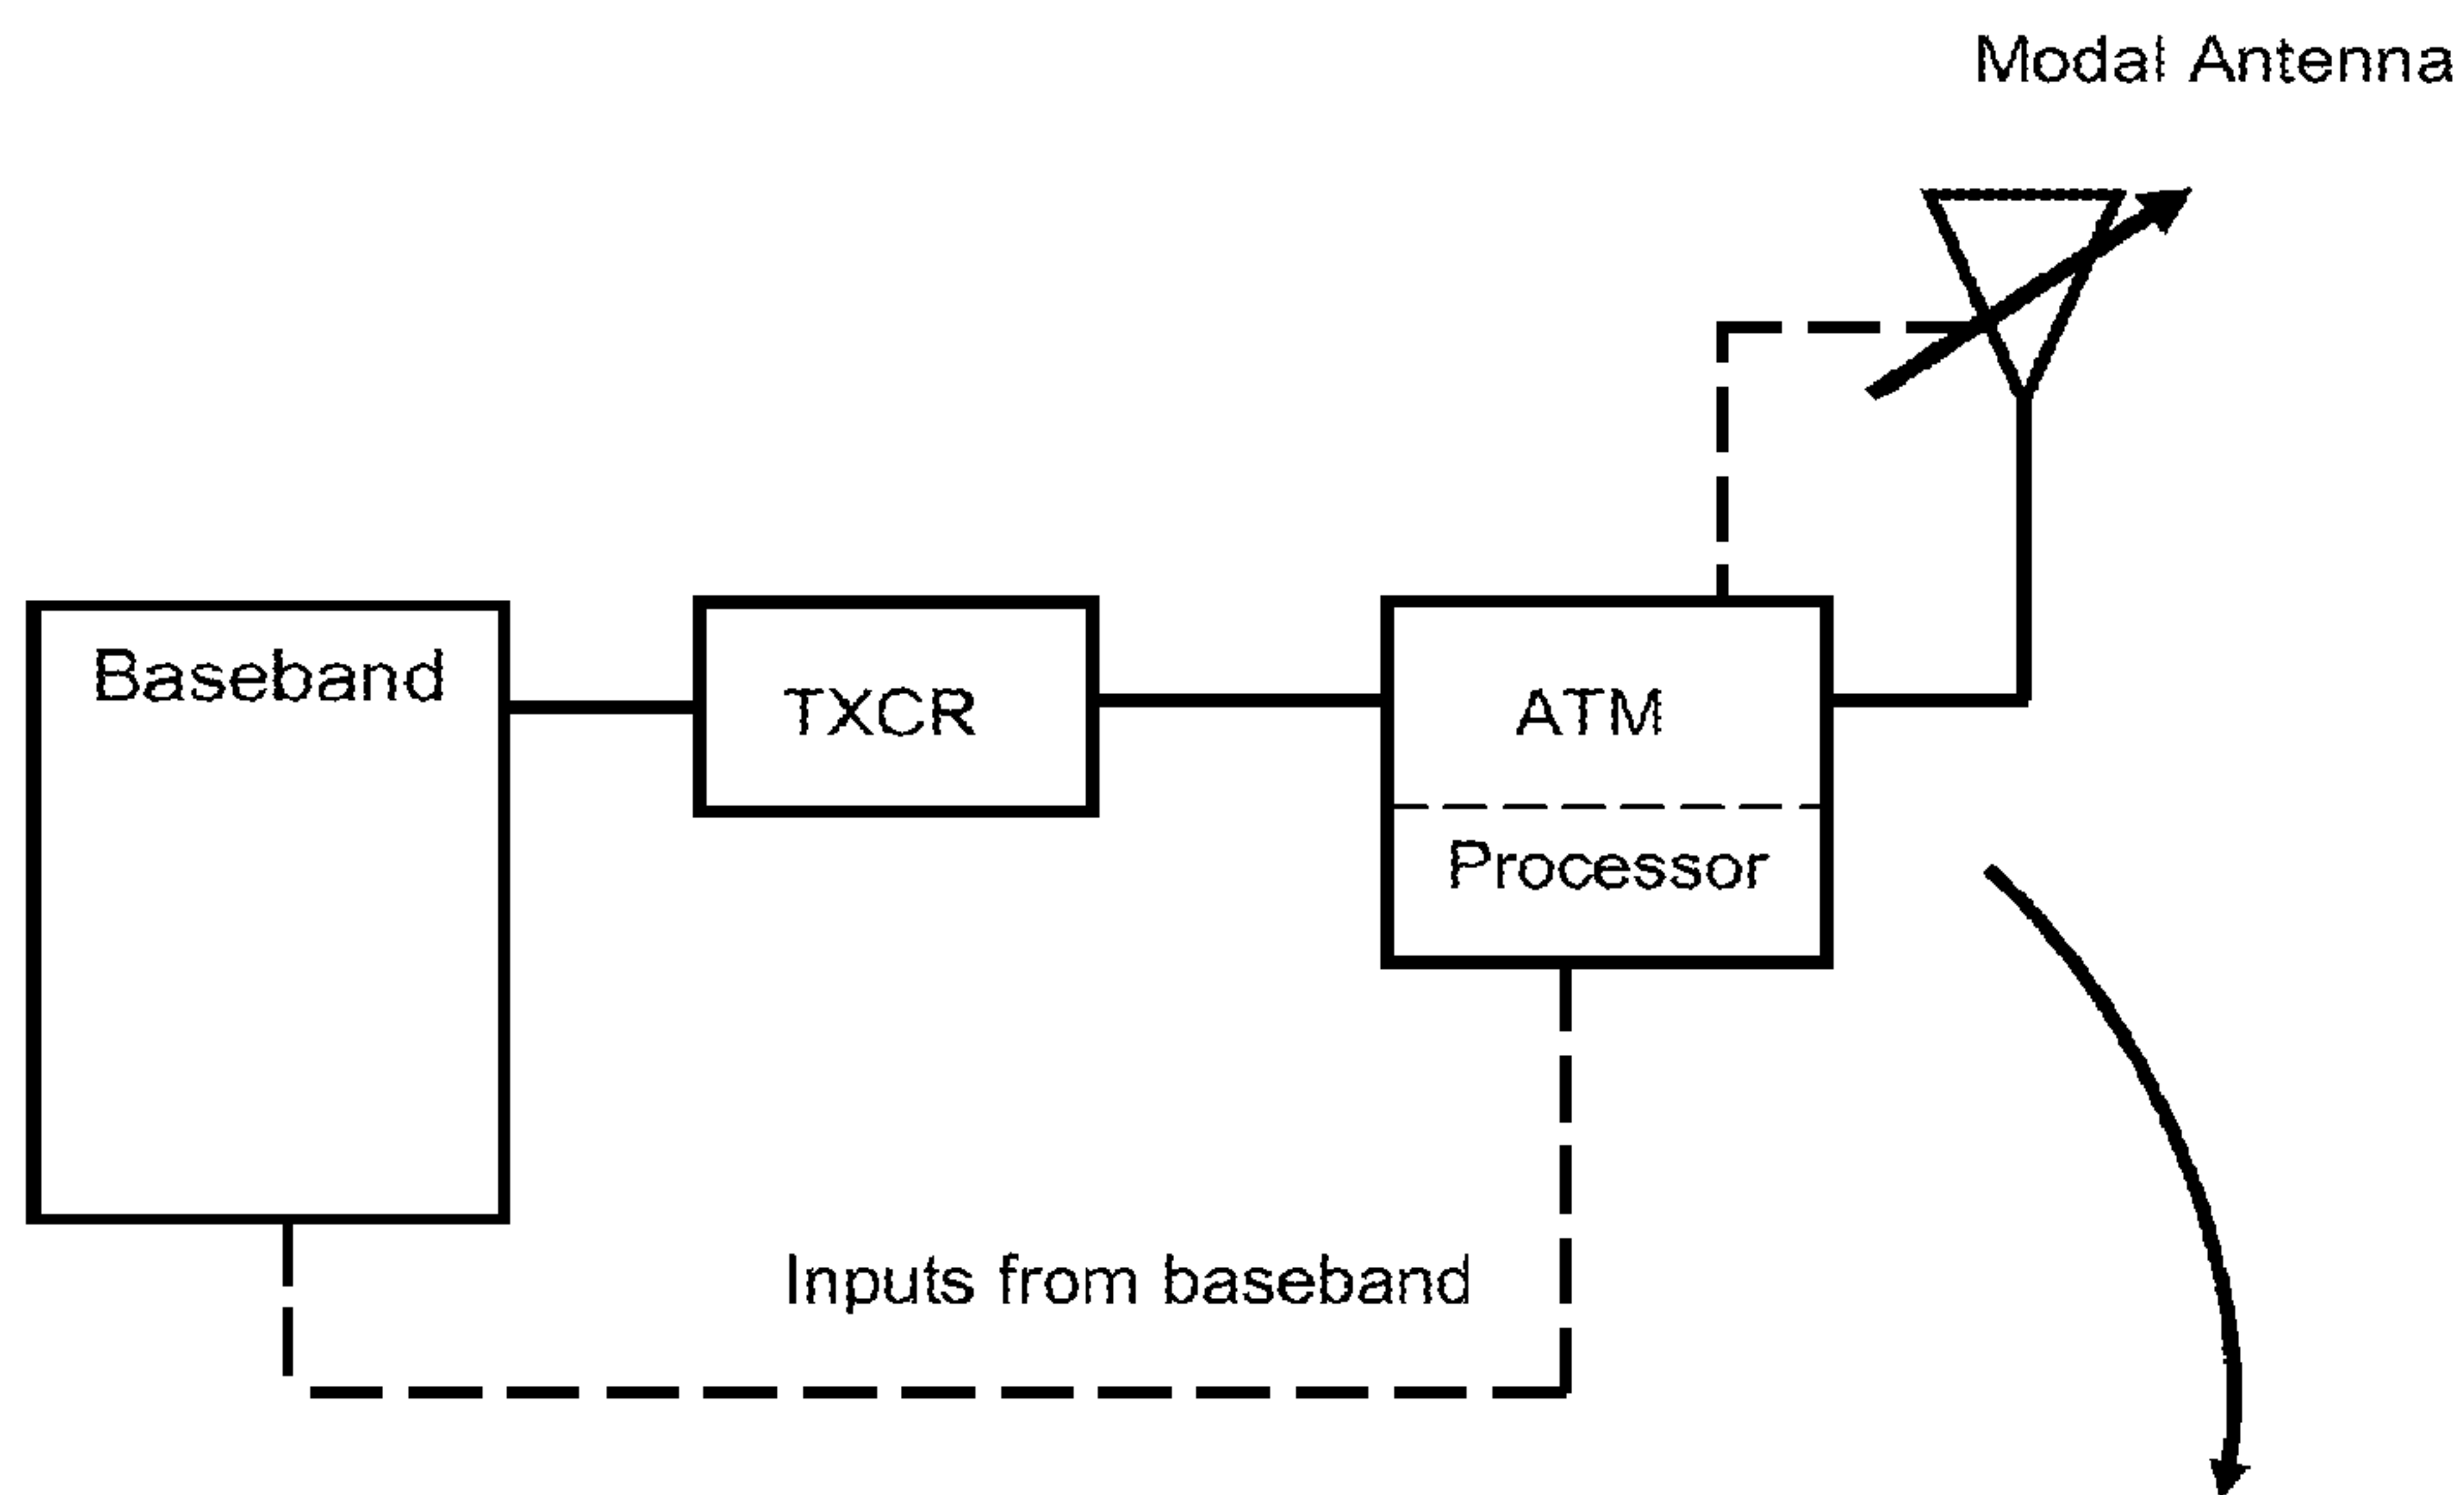 Modal Antenna
Baseband
TXCR
ATM
Processor
Inputs from baseband